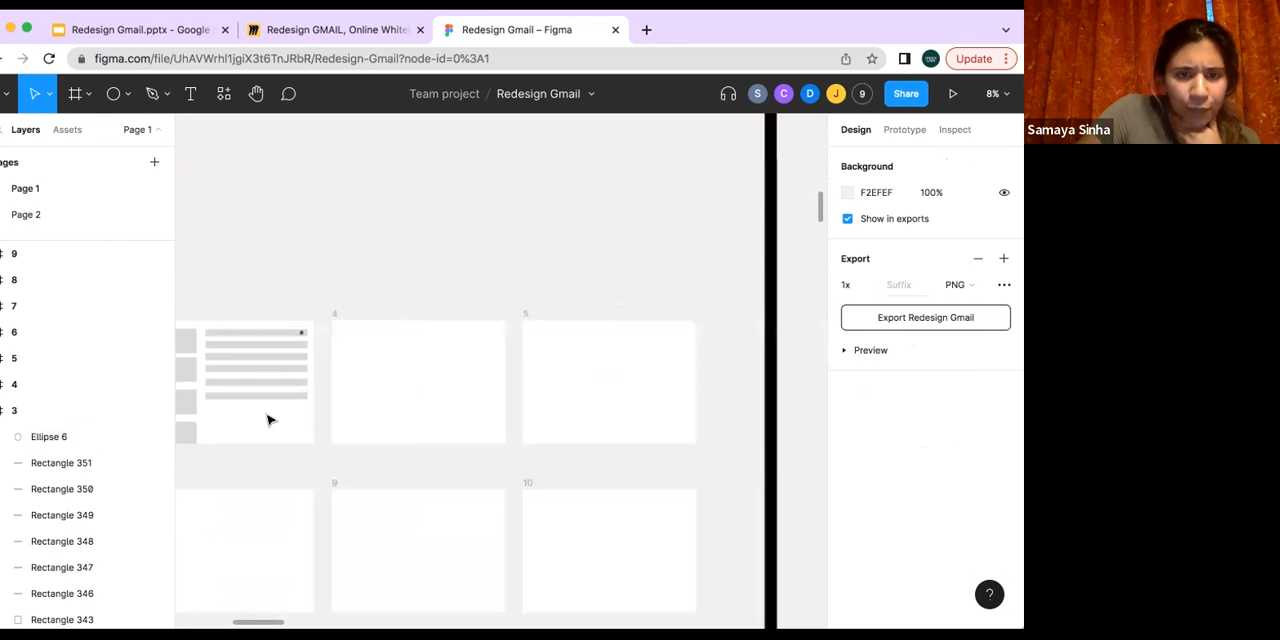 Redesign Gmail.pptx - Google
Redesign GMAIL, Online White
Redesign Gmail – Figma
figma.com/file/UhAVWrhl1jgiX3t6TnJRbR/Redesign-Gmail?node-id=0%3A1
Update
Team project / Redesign Gmail
S C D J 9
Share
8%
Layers Assets Page 1
Design Prototype Inspect
ages
Page 1
Page 2
9
8
7
6
5
4
3
Ellipse 6
Rectangle 351
Rectangle 350
Rectangle 349
Rectangle 348
Rectangle 347
Rectangle 346
Rectangle 343
4
5
9
10
Background
F2EFEF 100%
Show in exports
Export
1x Suffix PNG
Export Redesign Gmail
Preview
?
Samaya Sinha